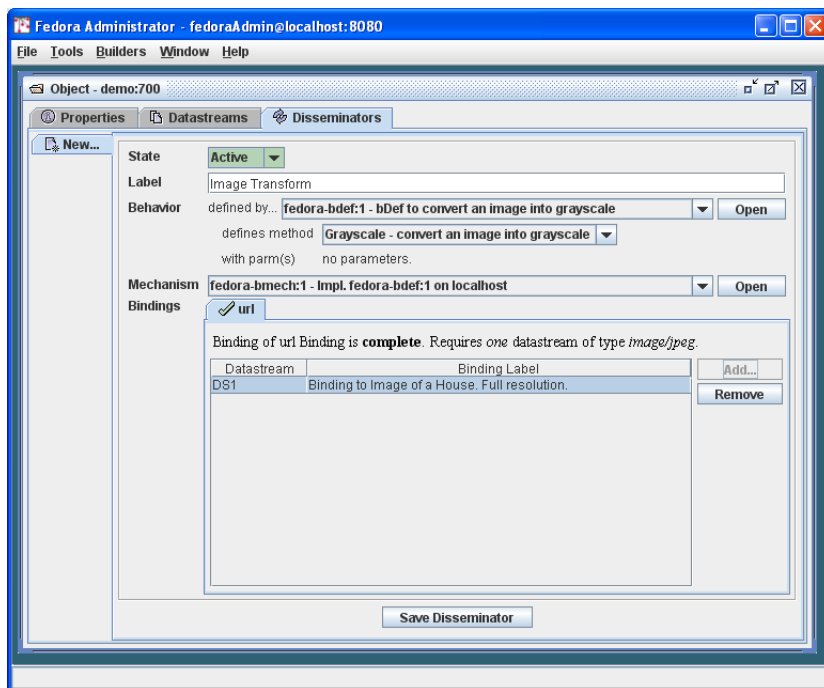 Fedora Administrator - fedoraAdmin@localhost:8080
File Tools Builders Window Help
Object - demo:700
Properties Datastreams Disseminators
New...
State Active
Label Image Transform
Behavior defined by... fedora-bdef:1 - bDef to convert an image into grayscale Open
defines method Grayscale - convert an image into grayscale
with parm(s) no parameters.
Mechanism fedora-bmech:1 - Impl. fedora-bdef:1 on localhost Open
Bindings url
Binding of url Binding is complete. Requires one datastream of type image/jpeg.
Datastream Binding Label Add...
DS1 Binding to Image of a House. Full resolution.
Remove
Save Disseminator